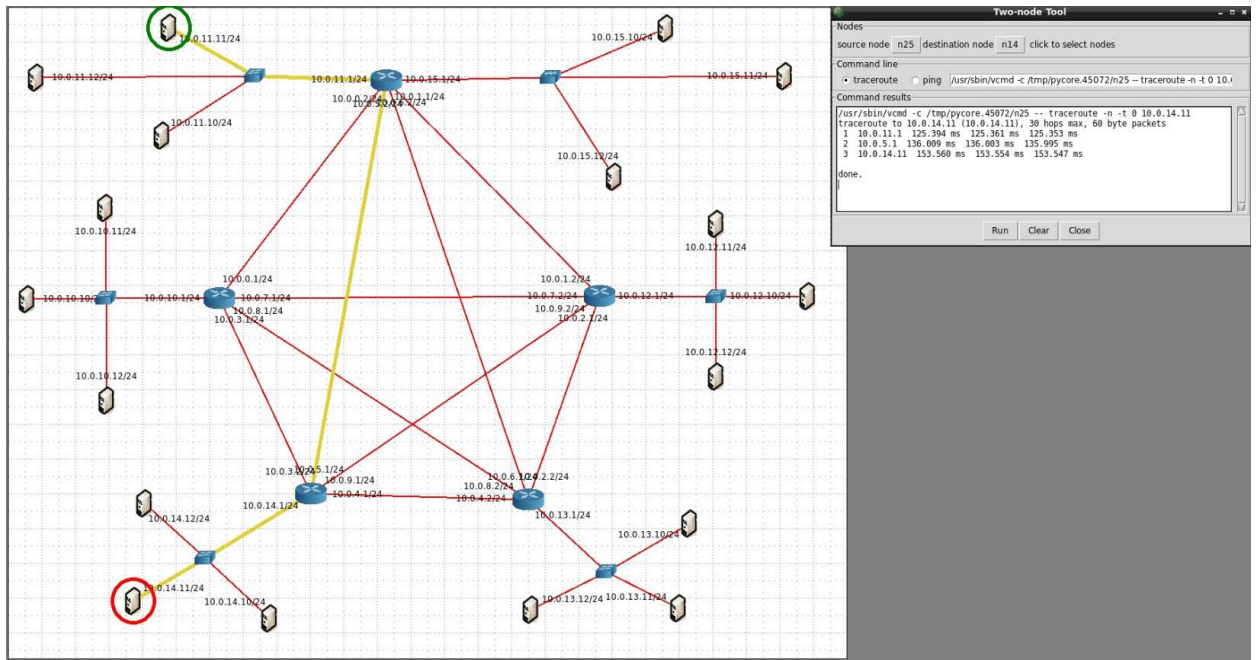 Two-node Tool
Nodes
source node n25 destination node n14 click to select nodes
Command line
traceroute ping /usr/sbin/vcmd -c /tmp/pycore.45072/n25 -- traceroute -n -t 0 10.
Command results
/usr/sbin/vcmd -c /tmp/pycore.45072/n25 -- traceroute -n -t 0 10.0.14.11
traceroute to 10.0.14.11 (10.0.14.11), 30 hops max, 60 byte packets
1 10.0.11.1 125.394 ms 125.361 ms 125.353 ms
2 10.0.5.1 136.009 ms 136.003 ms 135.995 ms
3 10.0.14.11 153.560 ms 153.554 ms 153.547 ms
done.
Run Clear Close
10.0.11.11/24
10.0.15.10/24
10.0.11.12/24
10.0.11.1/24
10.0.15.1/24
10.0.15.11/24
10.0.1.1/24
10.0.11.10/24
10.0.15.12/24
10.0.10.11/24
10.0.12.11/24
10.0.0.1/24
10.0.1.2/24
10.0.10.10/
10.0.10.1/24
10.0.7.1/24
10.0.7.2/24
10.0.12.1/24
10.0.12.10/24
10.0.8.1/24
10.0.9.2/24
10.0.3.1/24
10.0.2.1/24
10.0.12.12/24
10.0.10.12/24
10.0.5.1/24
10.0.9.1/24
10.0.8.2/24
10.0.4.1/24
10.0.4.2/24
10.0.14.1/24
10.0.13.1/24
10.0.14.12/24
10.0.13.10/24
10.0.14.11/24
10.0.14.10/24
10.0.13.12/24
10.0.13.11/24